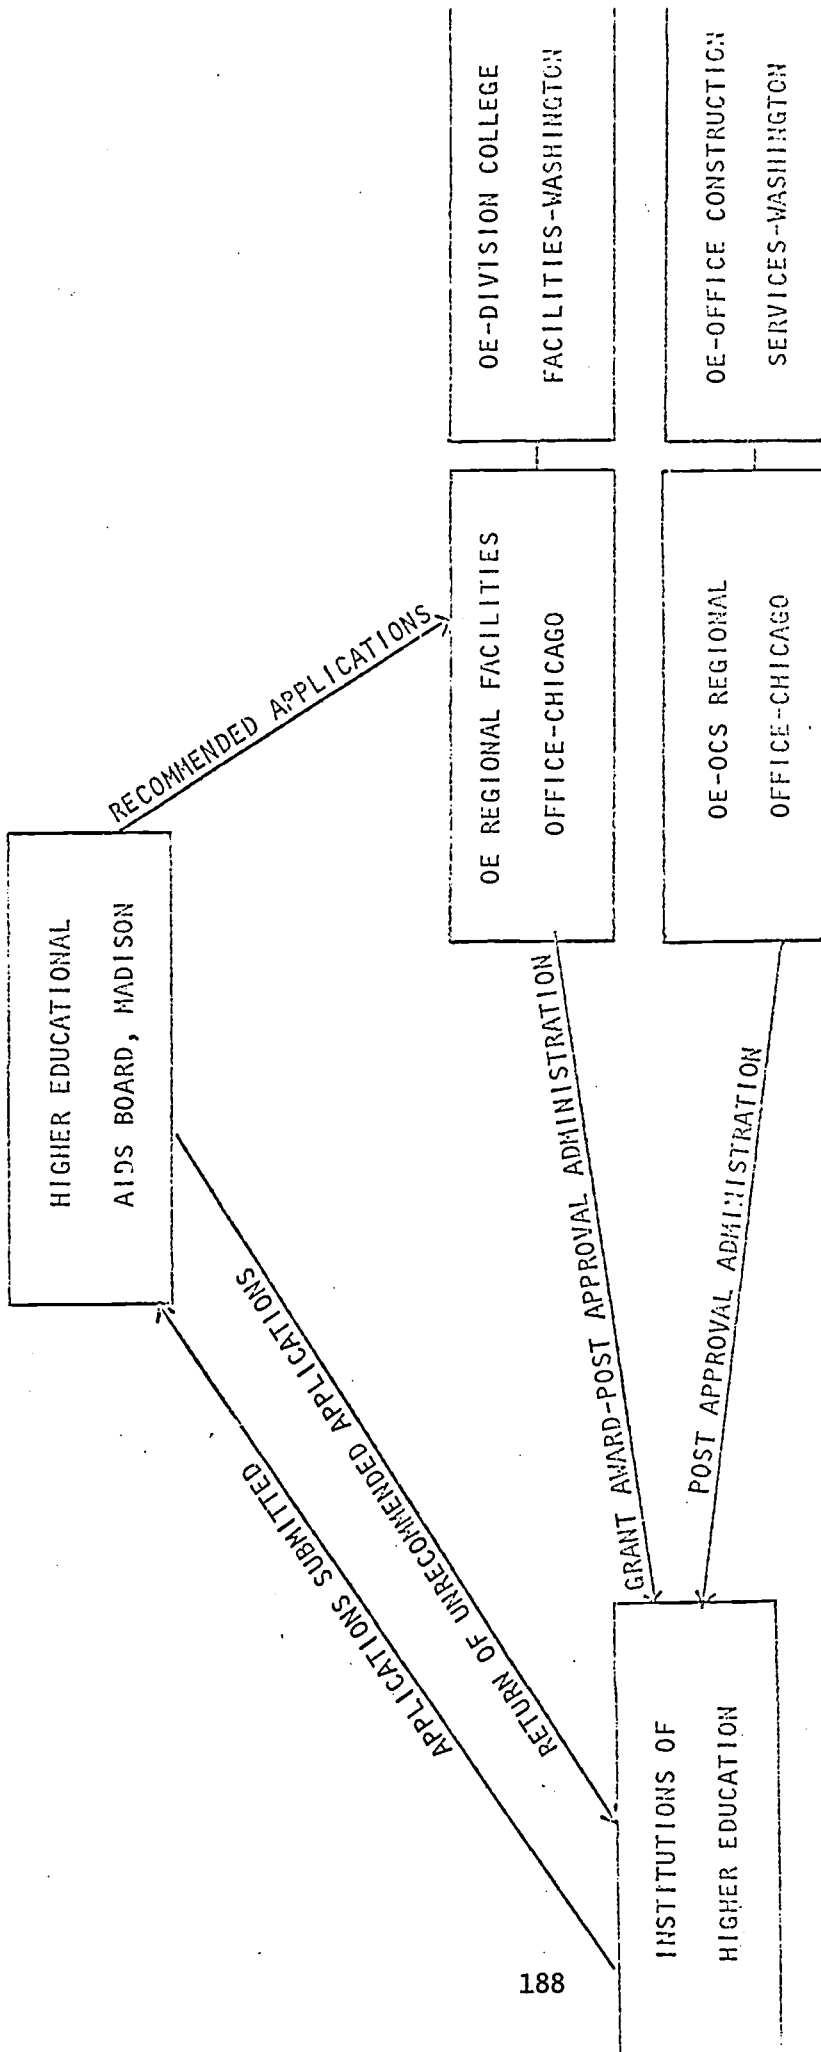 HIGHER EDUCATIONAL
AIDS BOARD, MADISON
RECOMMENDED APPLICATIONS
APPLICATIONS SUBMITTED
RETURN OF UNRECOMMENDED APPLICATIONS
OE REGIONAL FACILITIES
OFFICE-CHICAGO
OE-DIVISION COLLEGE
FACILITIES-WASHINGTON
GRANT AWARD-POST APPROVAL ADMINISTRATION
INSTITUTIONS OF
HIGHER EDUCATION
POST APPROVAL ADMINISTRATION
OE-OCS REGIONAL
OFFICE-CHICAGO
OE-OFFICE CONSTRUCTION
SERVICES-WASHINGTON
188